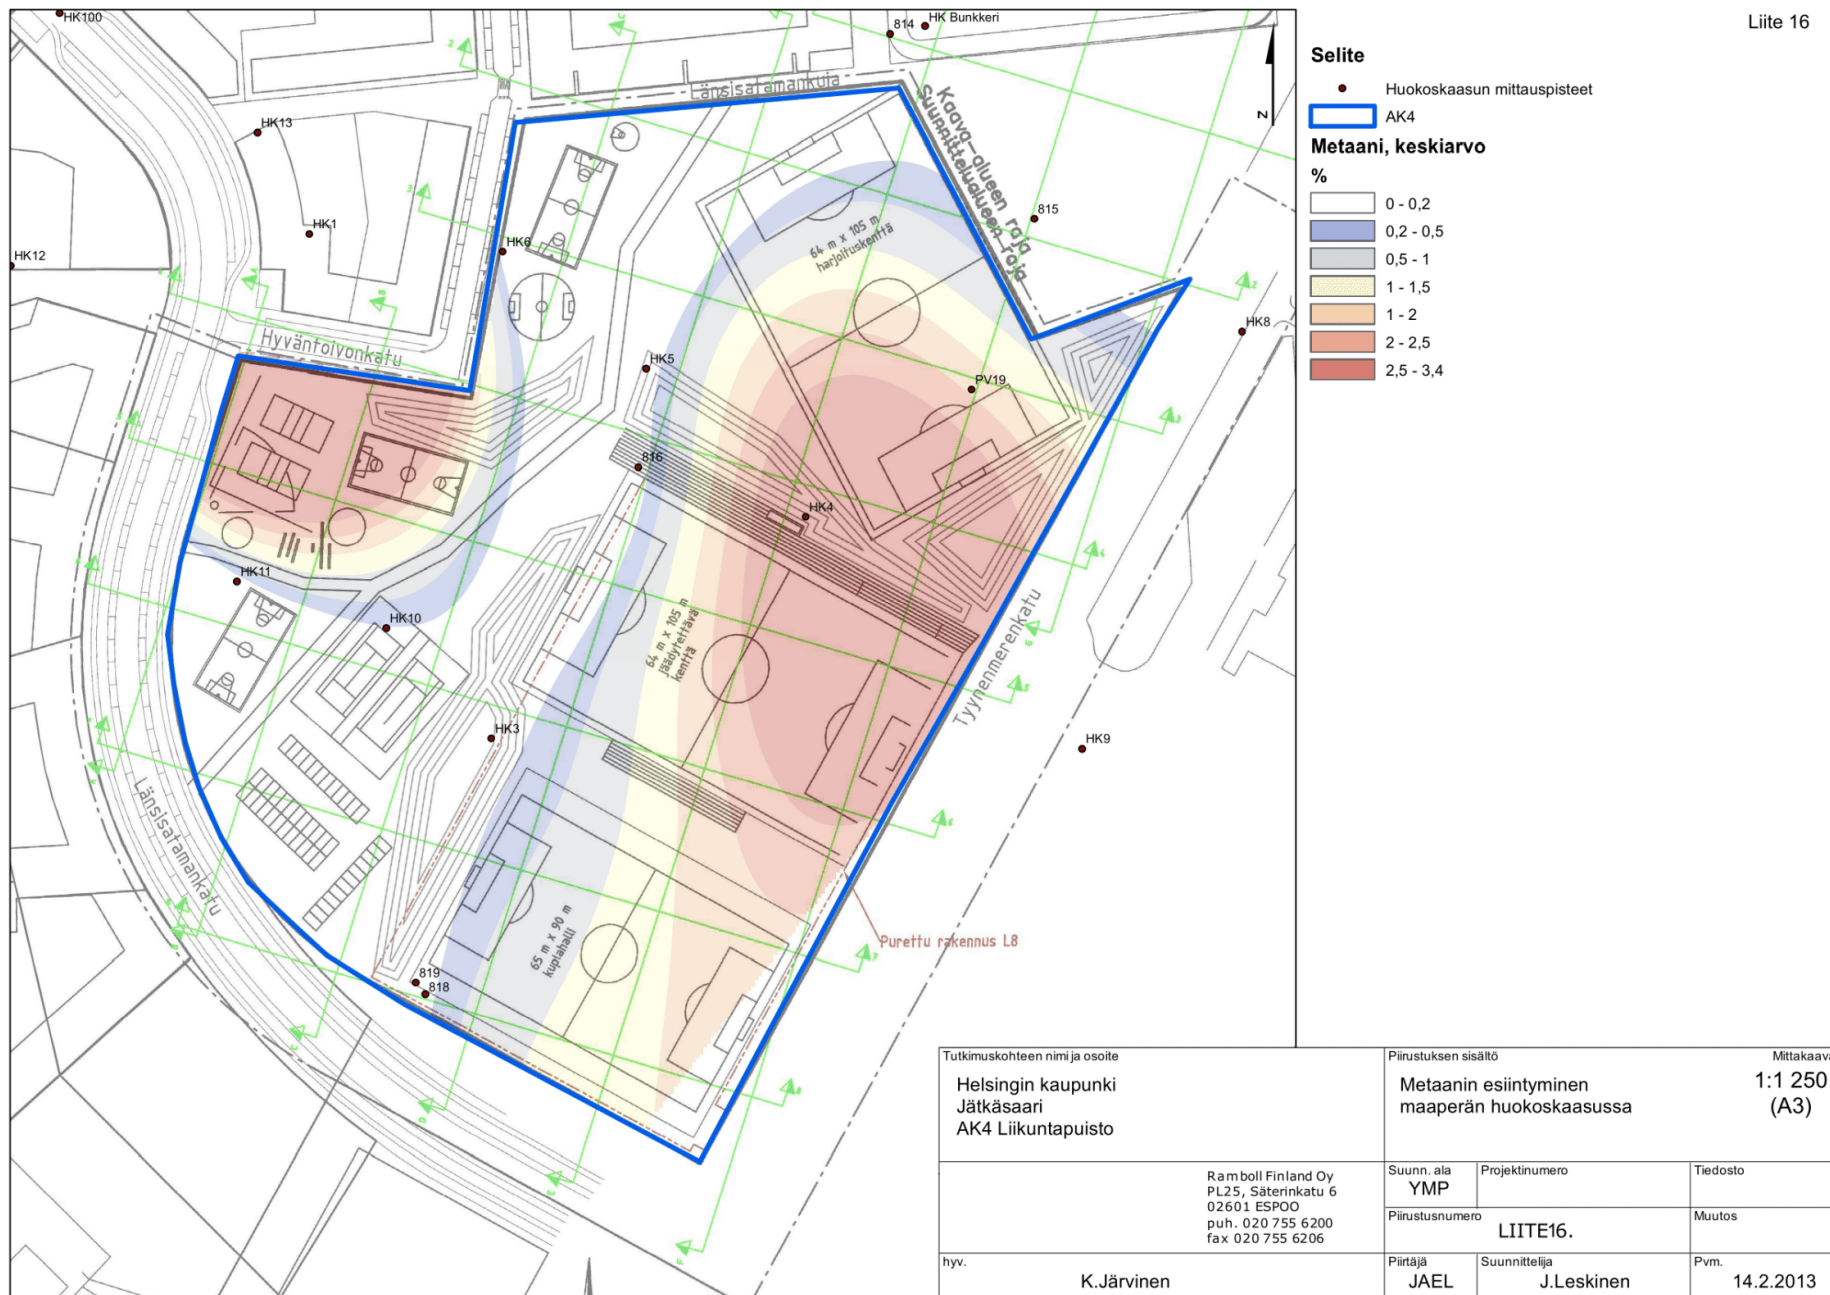 Liite 16
Selite
Huokoskaasun mittauspisteet
AK4
Metaani, keskiarvo
%
0 - 0,2
0,2 - 0,5
0,5 - 1
1 - 1,5
1 - 2
2 - 2,5
2,5 - 3,4
N
HK100
814
HK Bunkkeri
HK13
HK1
HK12
HK6
815
HK8
HK5
PV19
816
HK4
HK11
HK10
HK3
HK9
819
818
Länsisatamankuja
Kaava-alueen raja
Suunnittelualueen raja
Hyväntoivonkatu
64 m x 105 m
harjoituskenttä
64 m x 105 m
jäädytettävä
kenttä
Tyynenmerenkatu
Länsisatamankatu
65 m x 90 m
kuplahalli
Purettu rakennus L8
Tutkimuskohteen nimi ja osoite
Helsingin kaupunki
Jätkäsaari
AK4 Liikuntapuisto
Piirustuksen sisältö
Metaanin esiintyminen
maaperän huokoskaasussa
Mittakaava
1:1 250
(A3)
Ramboll Finland Oy
PL25, Säterinkatu 6
02601 ESPOO
puh. 020 755 6200
fax 020 755 6206
Suunn. ala
YMP
Projektinumero
Tiedosto
Piirustusnumero
LIITE16.
Muutos
hyv.
K.Järvinen
Piirtäjä
JAEL
Suunnittelija
J.Leskinen
Pvm.
14.2.2013